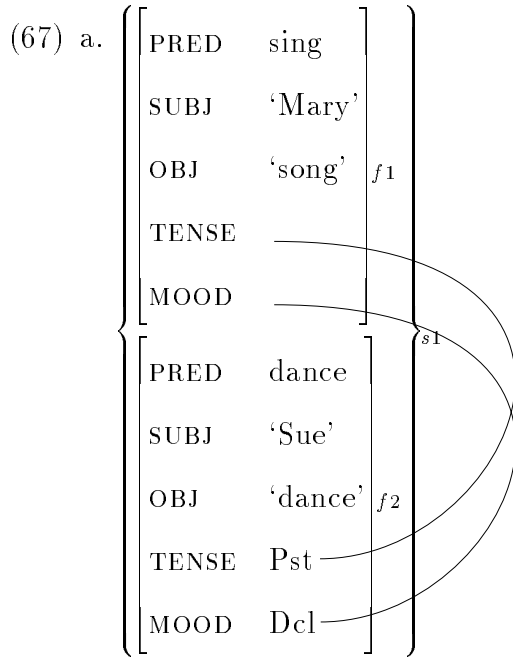 (67) a.
PRED sing
SUBJ ‘Mary’
OBJ ‘song’ f1
TENSE
MOOD
s1
PRED dance
SUBJ ‘Sue’
OBJ ‘dance’ f2
TENSE Pst
MOOD Dcl